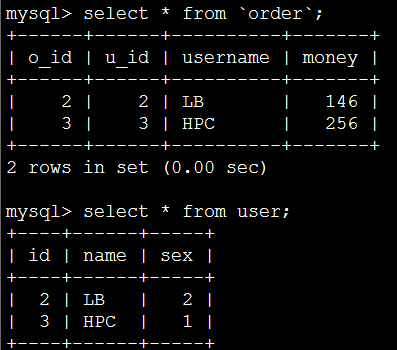 mysql> select * from `order`;
+------+------+----------+-------+
| o_id | u_id | username | money |
+------+------+----------+-------+
|    2 |    2 | LB       |   146 |
|    3 |    3 | HPC      |   256 |
+------+------+----------+-------+
2 rows in set (0.00 sec)
mysql> select * from user;
+----+------+-----+
| id | name | sex |
+----+------+-----+
|  2 | LB   |   2 |
|  3 | HPC  |   1 |
+----+------+-----+